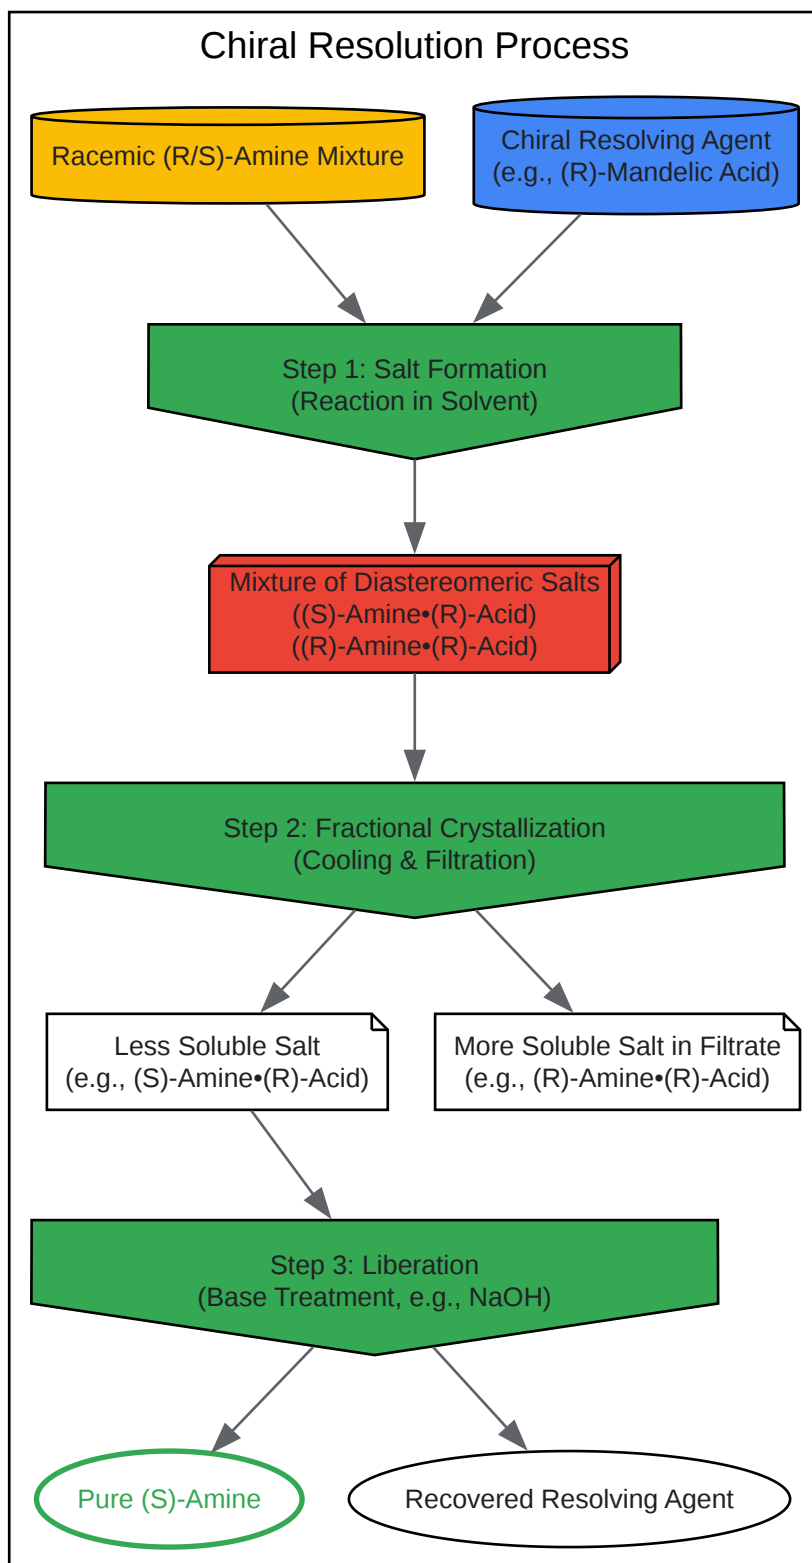 Chiral Resolution Process
Racemic (R/S)-Amine Mixture
Chiral Resolving Agent
(e.g., (R)-Mandelic Acid)
Step 1: Salt Formation
(Reaction in Solvent)
Mixture of Diastereomeric Salts
((S)-Amine•(R)-Acid)
((R)-Amine•(R)-Acid)
Step 2: Fractional Crystallization
(Cooling & Filtration)
Less Soluble Salt
(e.g., (S)-Amine•(R)-Acid)
More Soluble Salt in Filtrate
(e.g., (R)-Amine•(R)-Acid)
Step 3: Liberation
(Base Treatment, e.g., NaOH)
Pure (S)-Amine
Recovered Resolving Agent